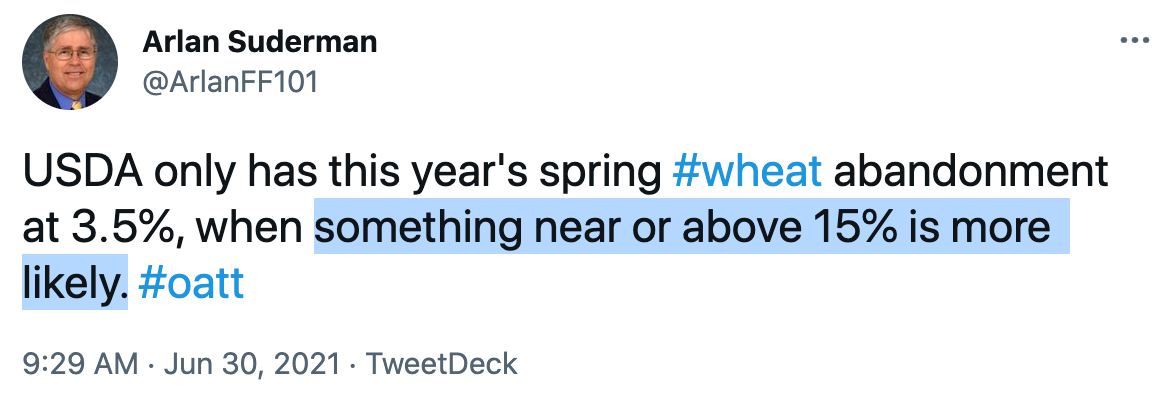 Arlan Suderman
@ArlanFF101
USDA only has this year's spring #wheat abandonment
at 3.5%, when something near or above 15% is more
likely. #oatt
9:29 AM · Jun 30, 2021 · TweetDeck